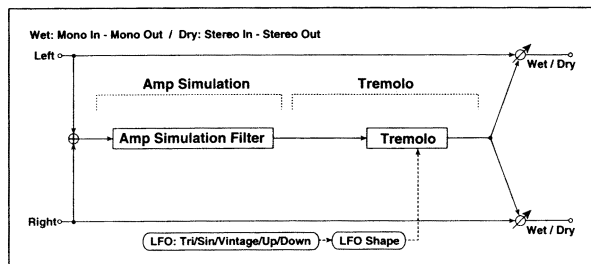 Wet: Mono In - Mono Out / Dry: Stereo In - Stereo Out
Left
Wet / Dry
Amp Simulation
Tremolo
Amp Simulation Filter
Tremolo
Right
Wet / Dry
LFO: Tri/Sin/Vintage/Up/Down
LFO Shape